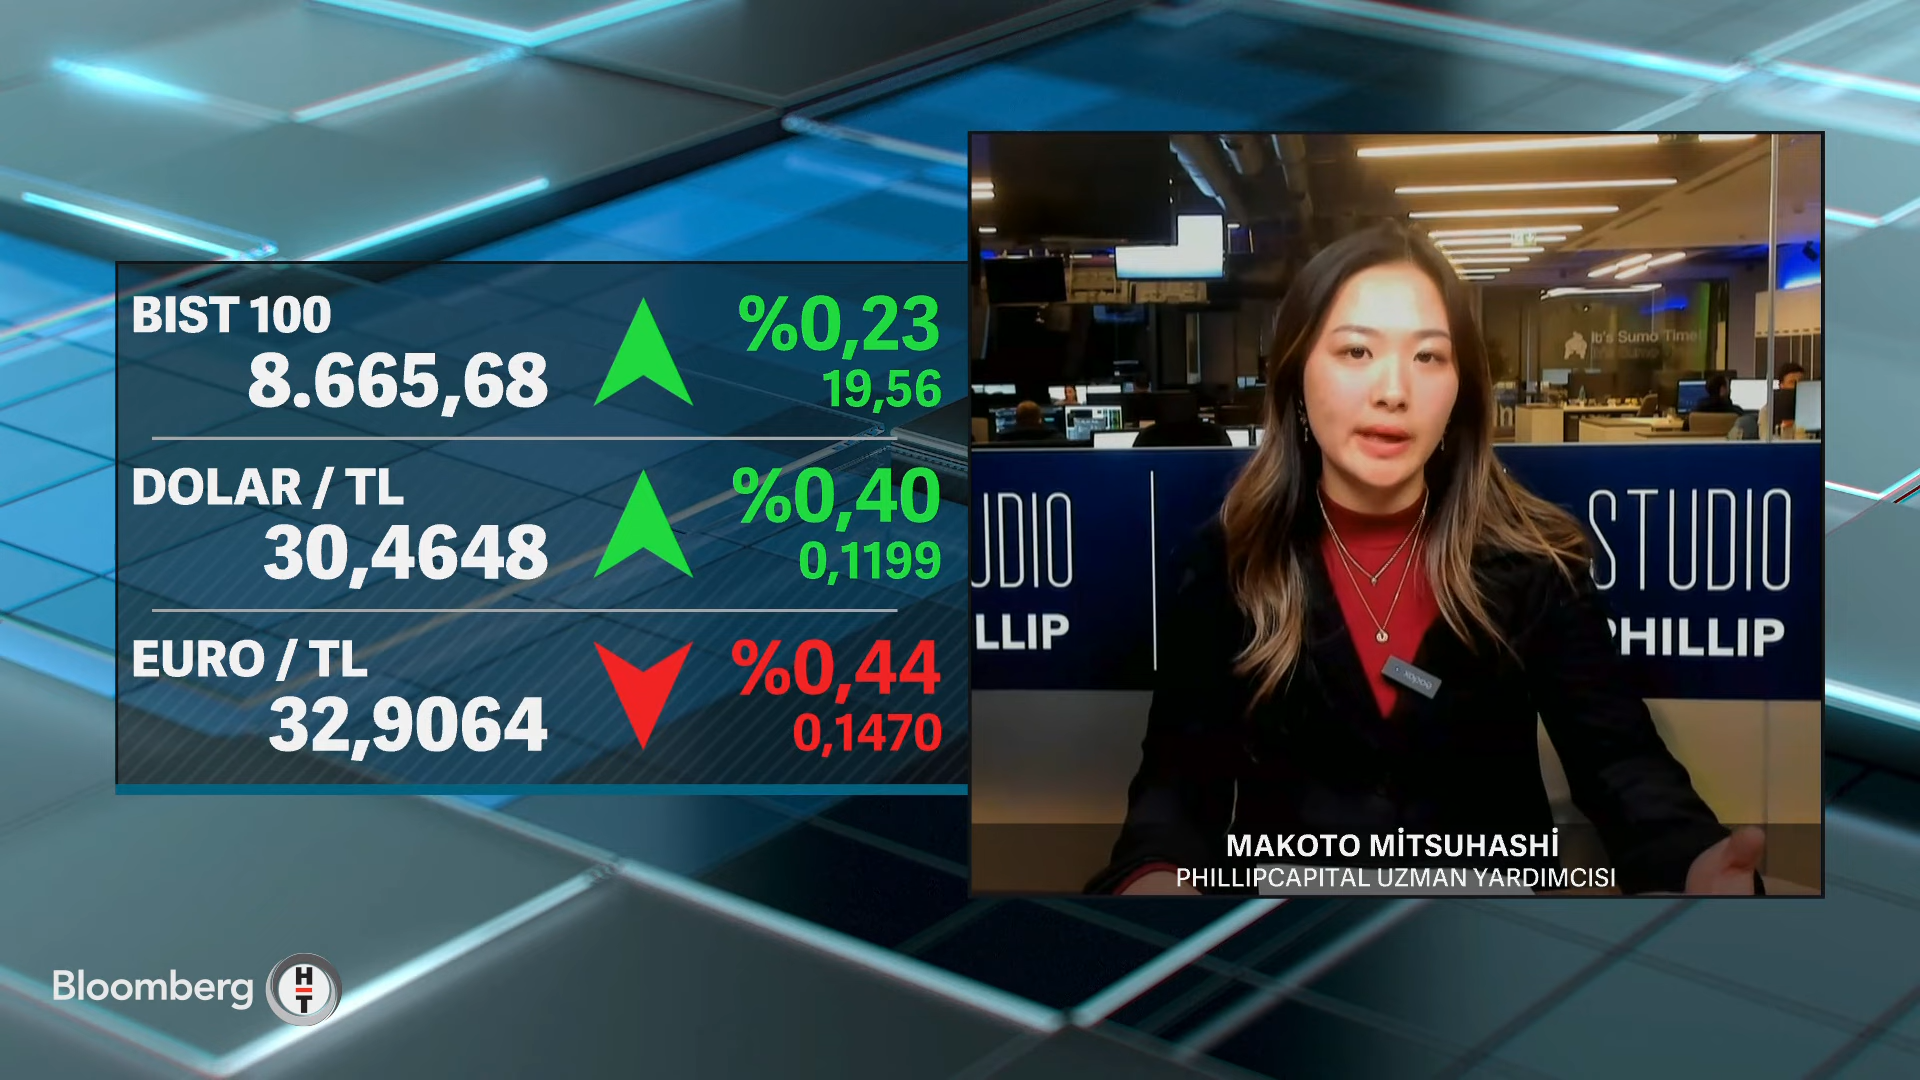 BIST 100
8.665,68
%0,23
19,56
DOLAR / TL
30,4648
%0,40
0,1199
EURO / TL
32,9064
%0,44
0,1470
It's Sumo Time!
UDIO
LLIP
STUDIO
PHILLIP
MAKOTO MİTSUHASHİ
PHILLIPCAPITAL UZMAN YARDIMCISI
Bloomberg HT